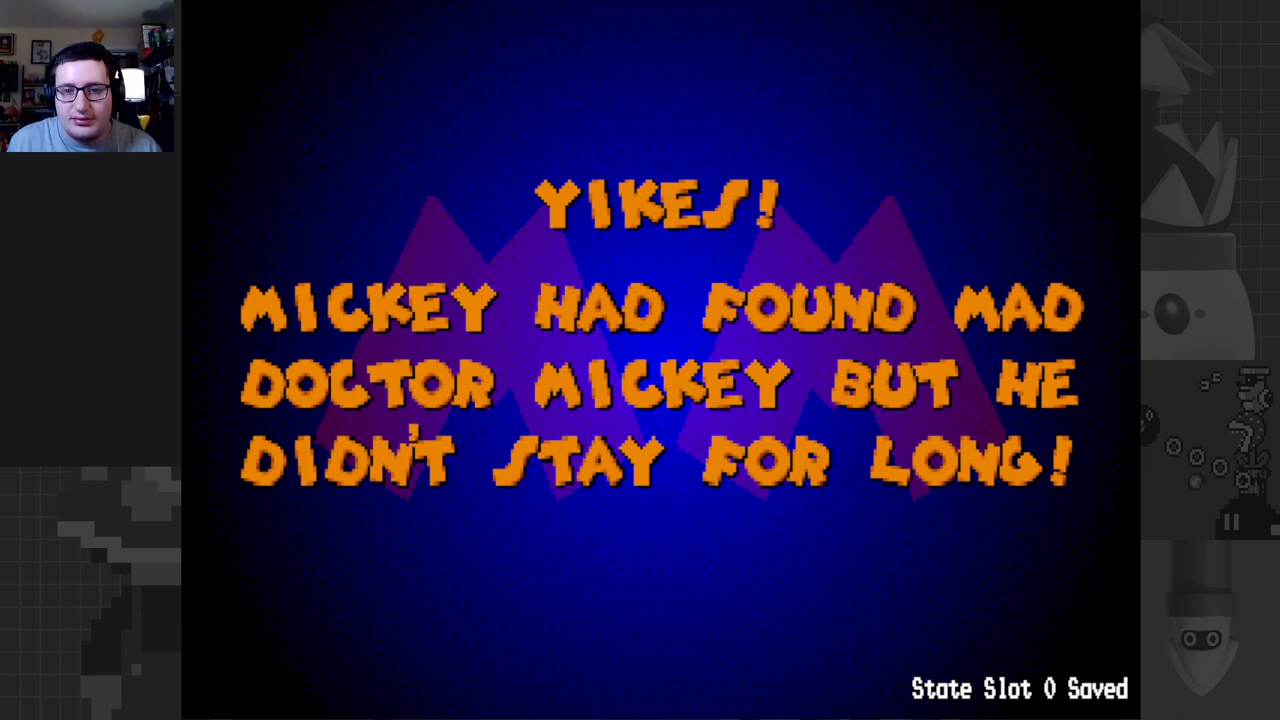 YIKES!
MICKEY HAD FOUND MAD
DOCTOR MICKEY BUT HE
DIDN'T STAY FOR LONG!
State Slot 0 Saved